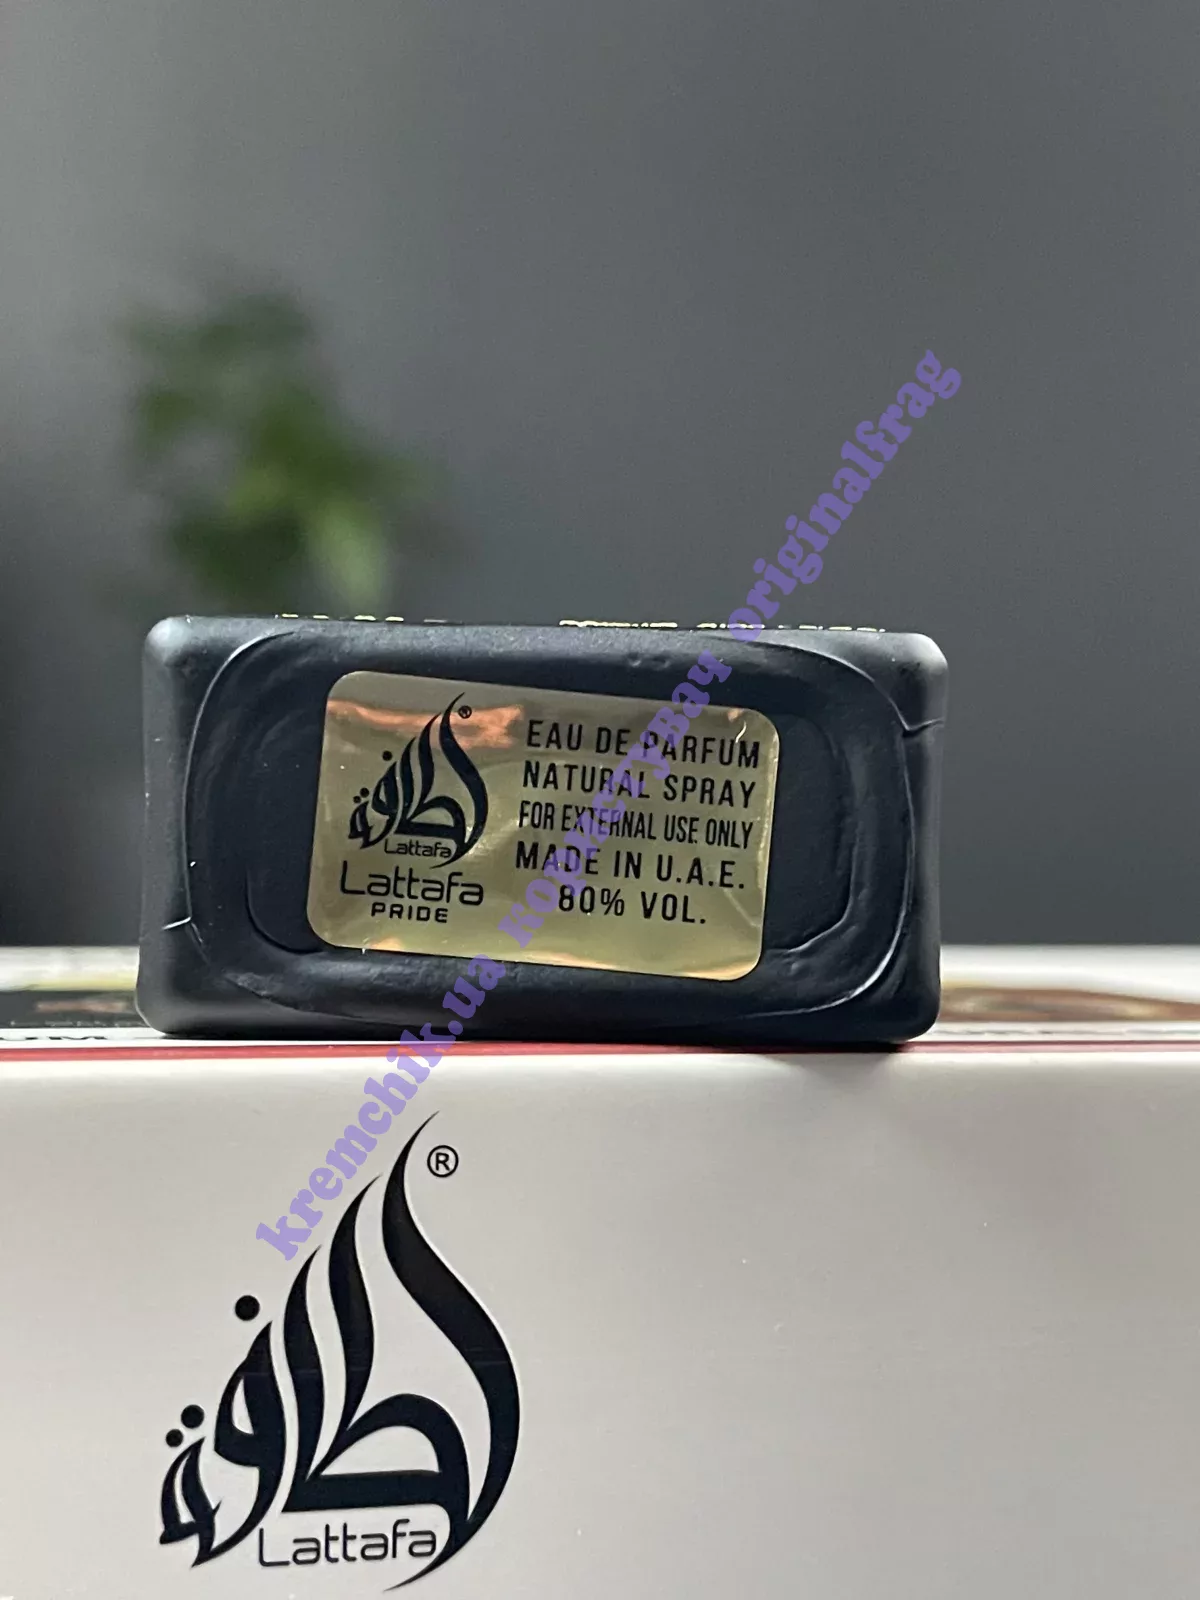 لطافة
Lattafa
®
Lattafa
PRIDE
EAU DE PARFUM
NATURAL SPRAY
FOR EXTERNAL USE ONLY
MADE IN U.A.E.
80% VOL.
kremchik.ua користувач originalfrag
®
لطافة
Lattafa